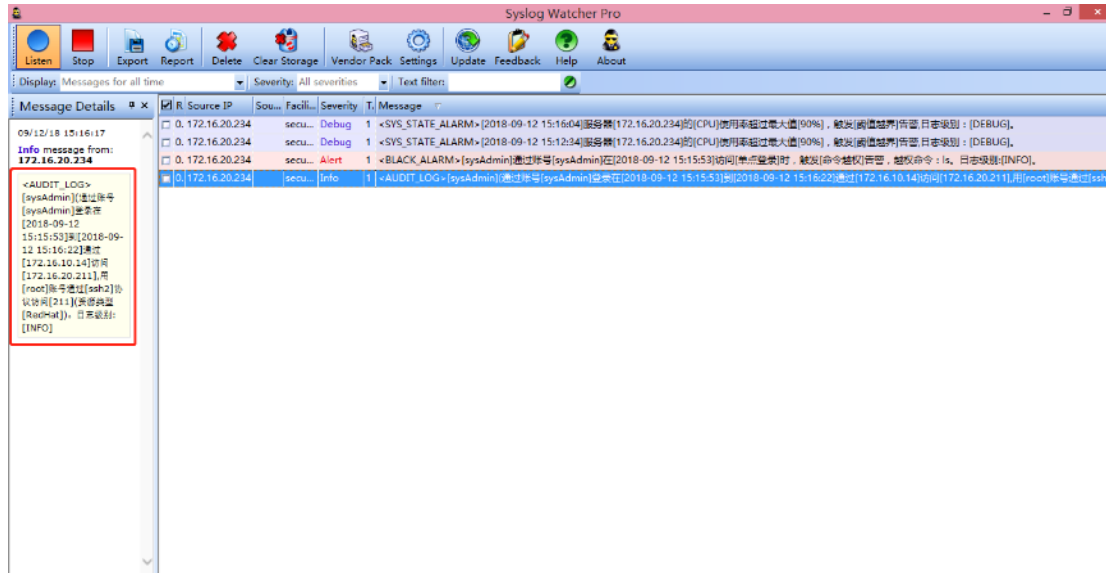 Syslog Watcher Pro
Listen Stop Export Report Delete Clear Storage Vendor Pack Settings Update Feedback Help About
Display: Messages for all time Severity: All severities Text filter:
Message Details
R Source IP Sou... Facili... Severity T. Message
09/12/18 15:16:17
Info message from:
172.16.20.234
<AUDIT_LOG>
[sysAdmin](通过账号
[sysAdmin]登录在
[2018-09-12
15:15:53]到[2018-09-
12 15:16:22]通过
[172.16.10.14]访问
[172.16.20.211],用
[root]账号通过[ssh2]协
议访问[211](资源类型
[RedHat])。日志级别:
[INFO]
0. 172.16.20.234 secu... Debug 1 <SYS_STATE_ALARM>[2018-09-12 15:16:04]服务器[172.16.20.234]的[CPU]使用率超过最大值[90%]，触发[阈值越界]告警,日志级别：[DEBUG]。
0. 172.16.20.234 secu... Debug 1 <SYS_STATE_ALARM>[2018-09-12 15:12:34]服务器[172.16.20.234]的[CPU]使用率超过最大值[90%]，触发[阈值越界]告警,日志级别：[DEBUG]。
0. 172.16.20.234 secu... Alert 1 <BLACK_ALARM>[sysAdmin]通过账号[sysAdmin]在[2018-09-12 15:15:53]访问[单点登录]时，触发[命令越权]告警，越权命令：ls。日志级别:[INFO]。
0. 172.16.20.234 secu... Info 1 <AUDIT_LOG>[sysAdmin](通过账号[sysAdmin]登录在[2018-09-12 15:15:53]到[2018-09-12 15:16:22]通过[172.16.10.14]访问[172.16.20.211],用[root]账号通过[ssh